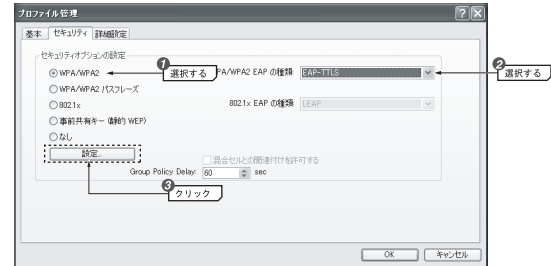 プロファイル管理
基本 セキュリティ 詳細設定
セキュリティオプションの設定
WPA/WPA2
❶ 選択する
PA/WPA2 EAP の種類: EAP-TTLS
❷ 選択する
WPA/WPA2 パスフレーズ
802.1x
802.1x EAP の種類: LEAP
事前共有キー (静的 WEP)
なし
設定...
混合セルとの関連付けを許可する
Group Policy Delay: 60 sec
❸ クリック
OK キャンセル